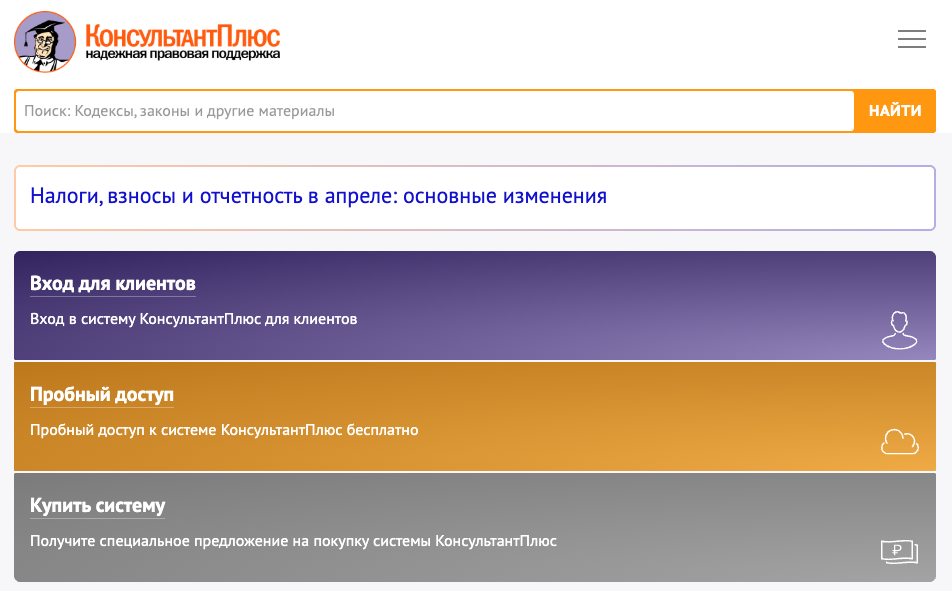 КонсультантПлюс
надежная правовая поддержка
Поиск: Кодексы, законы и другие материалы
НАЙТИ
Налоги, взносы и отчетность в апреле: основные изменения
Вход для клиентов
Вход в систему КонсультантПлюс для клиентов
Пробный доступ
Пробный доступ к системе КонсультантПлюс бесплатно
Купить систему
Получите специальное предложение на покупку системы КонсультантПлюс
₽